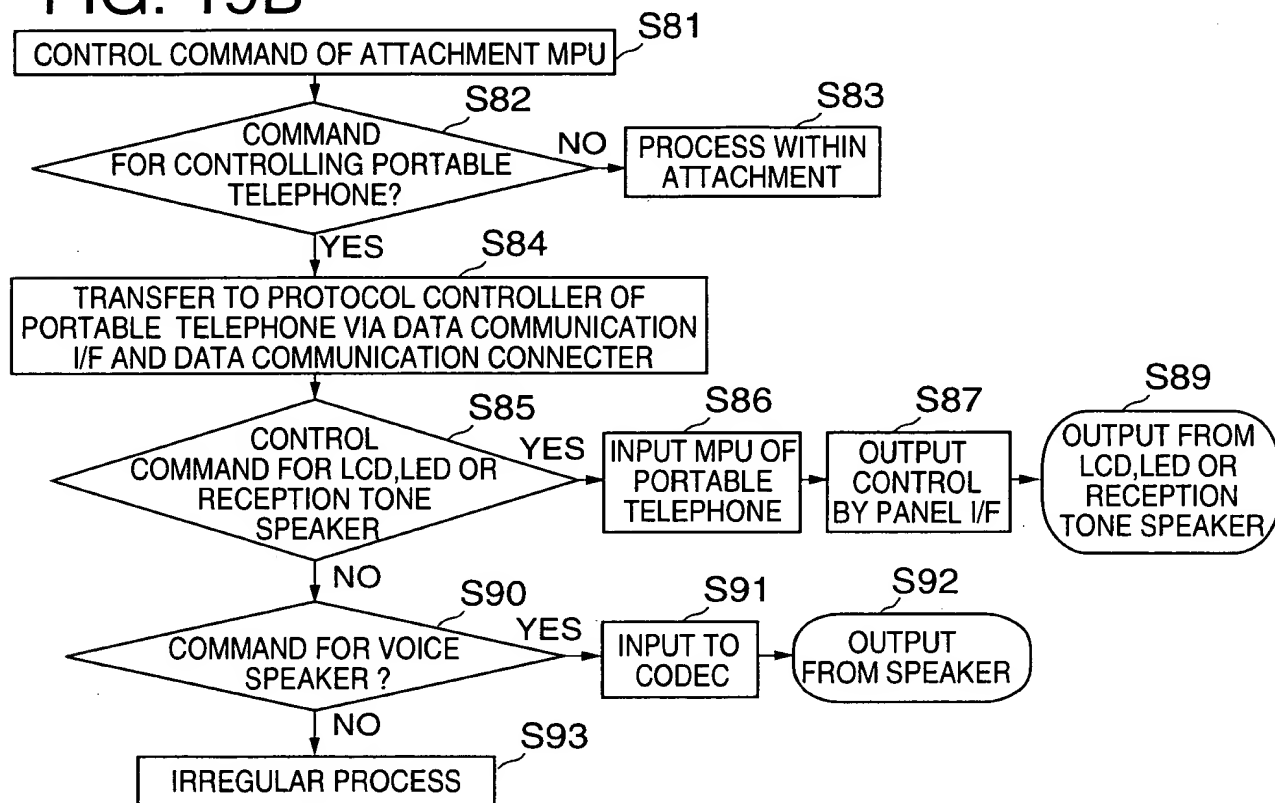 FIG. 19B
S81
CONTROL COMMAND OF ATTACHMENT MPU
S82
COMMAND
FOR CONTROLLING PORTABLE
TELEPHONE?
NO
S83
PROCESS WITHIN
ATTACHMENT
YES
S84
TRANSFER TO PROTOCOL CONTROLLER OF
PORTABLE TELEPHONE VIA DATA COMMUNICATION
I/F AND DATA COMMUNICATION CONNECTER
S85
CONTROL
COMMAND FOR LCD,LED OR
RECEPTION TONE
SPEAKER
YES
S86
INPUT MPU OF
PORTABLE
TELEPHONE
S87
OUTPUT
CONTROL
BY PANEL I/F
S89
OUTPUT FROM
LCD,LED OR
RECEPTION
TONE SPEAKER
NO
S90
COMMAND FOR VOICE
SPEAKER ?
YES
S91
INPUT TO
CODEC
S92
OUTPUT
FROM SPEAKER
NO
S93
IRREGULAR PROCESS